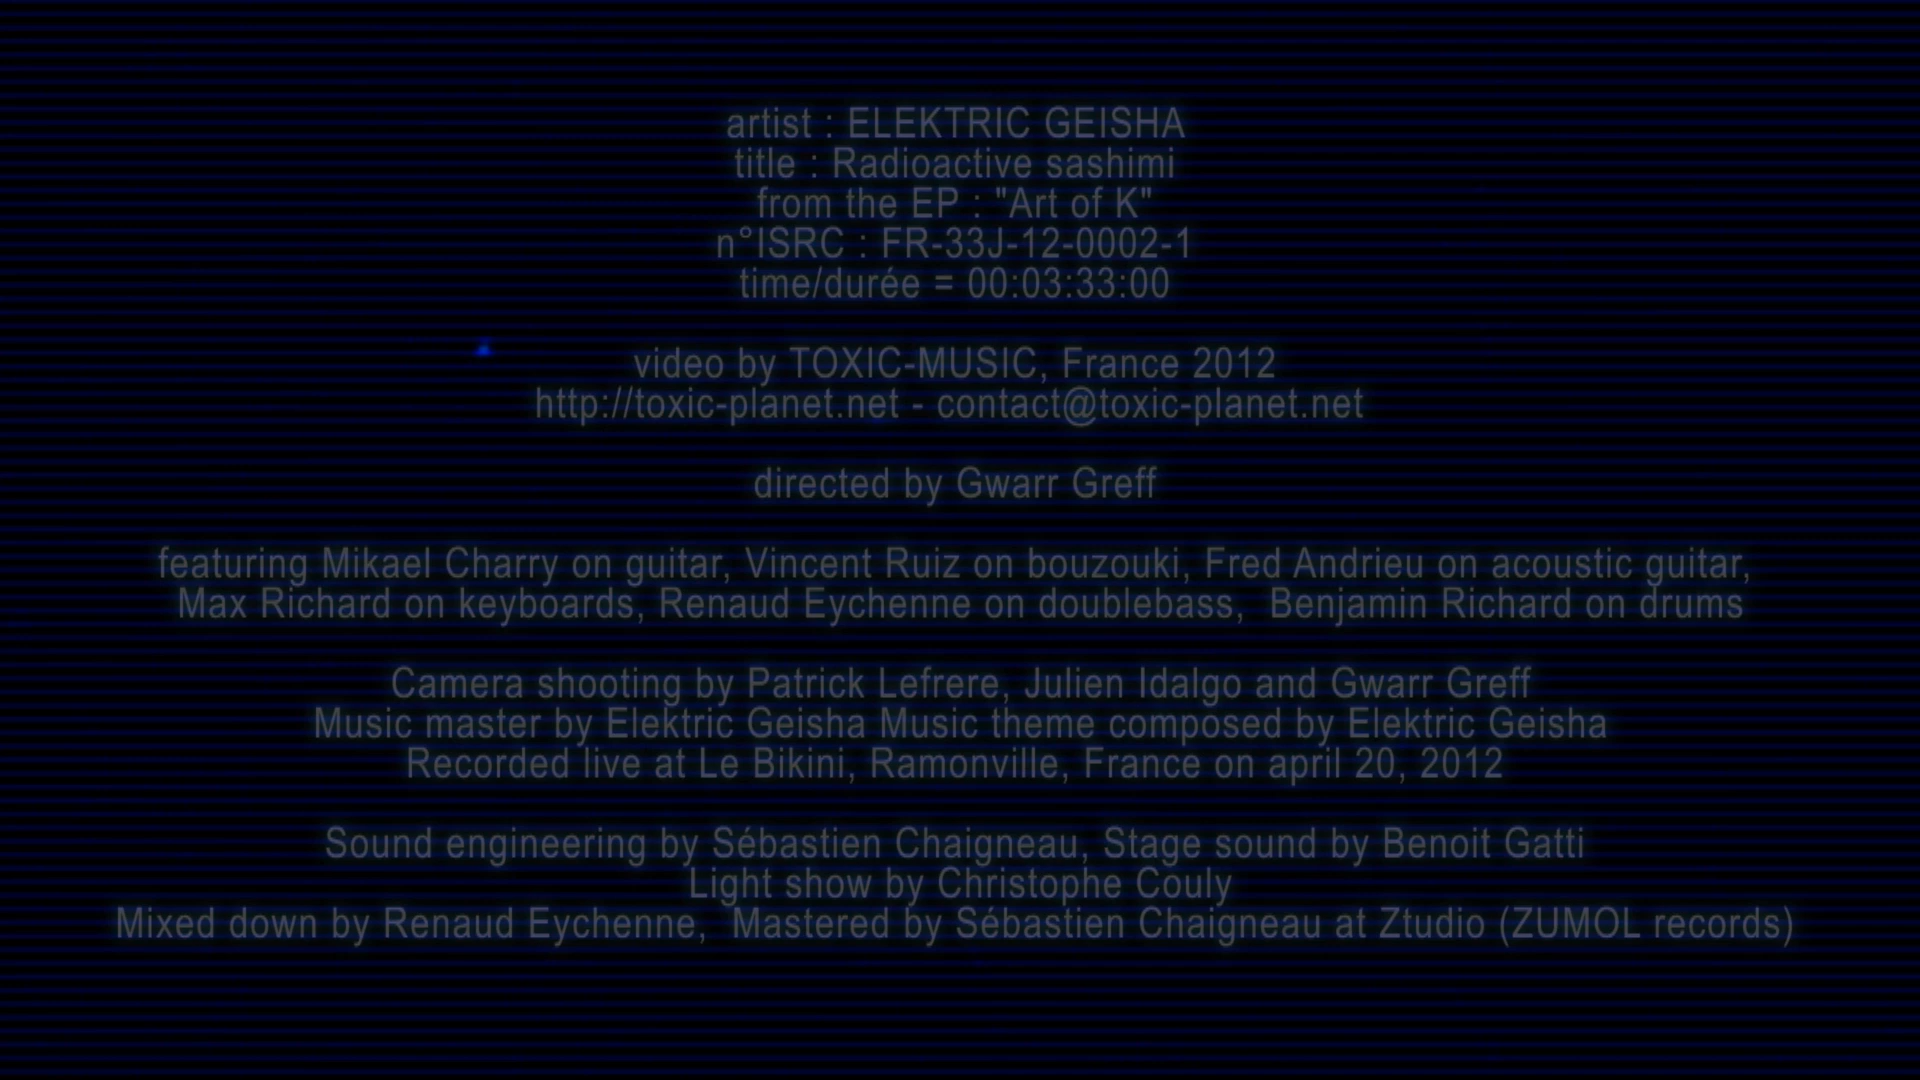 artist : ELEKTRIC GEISHA
title : Radioactive sashimi
from the EP : "Art of K"
n°ISRC : FR-33J-12-0002-1
time/durée = 00:03:33:00
video by TOXIC-MUSIC, France 2012
http://toxic-planet.net - contact@toxic-planet.net
directed by Gwarr Greff
featuring Mikael Charry on guitar, Vincent Ruiz on bouzouki, Fred Andrieu on acoustic guitar,
Max Richard on keyboards, Renaud Eychenne on doublebass,  Benjamin Richard on drums
Camera shooting by Patrick Lefrere, Julien Idalgo and Gwarr Greff
Music master by Elektric Geisha Music theme composed by Elektric Geisha
Recorded live at Le Bikini, Ramonville, France on april 20, 2012
Sound engineering by Sébastien Chaigneau, Stage sound by Benoit Gatti
Light show by Christophe Couly
Mixed down by Renaud Eychenne,  Mastered by Sébastien Chaigneau at Ztudio (ZUMOL records)